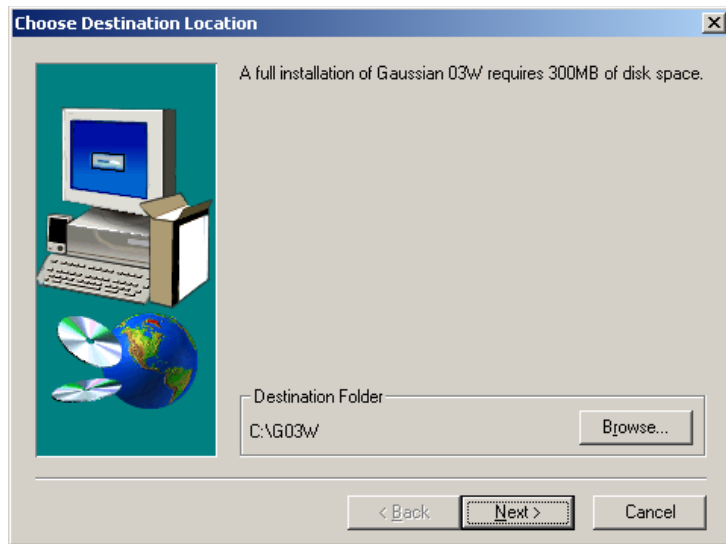 Choose Destination Location
A full installation of Gaussian 03W requires 300MB of disk space.
Destination Folder
C:\G03W
Browse...
< Back
Next >
Cancel